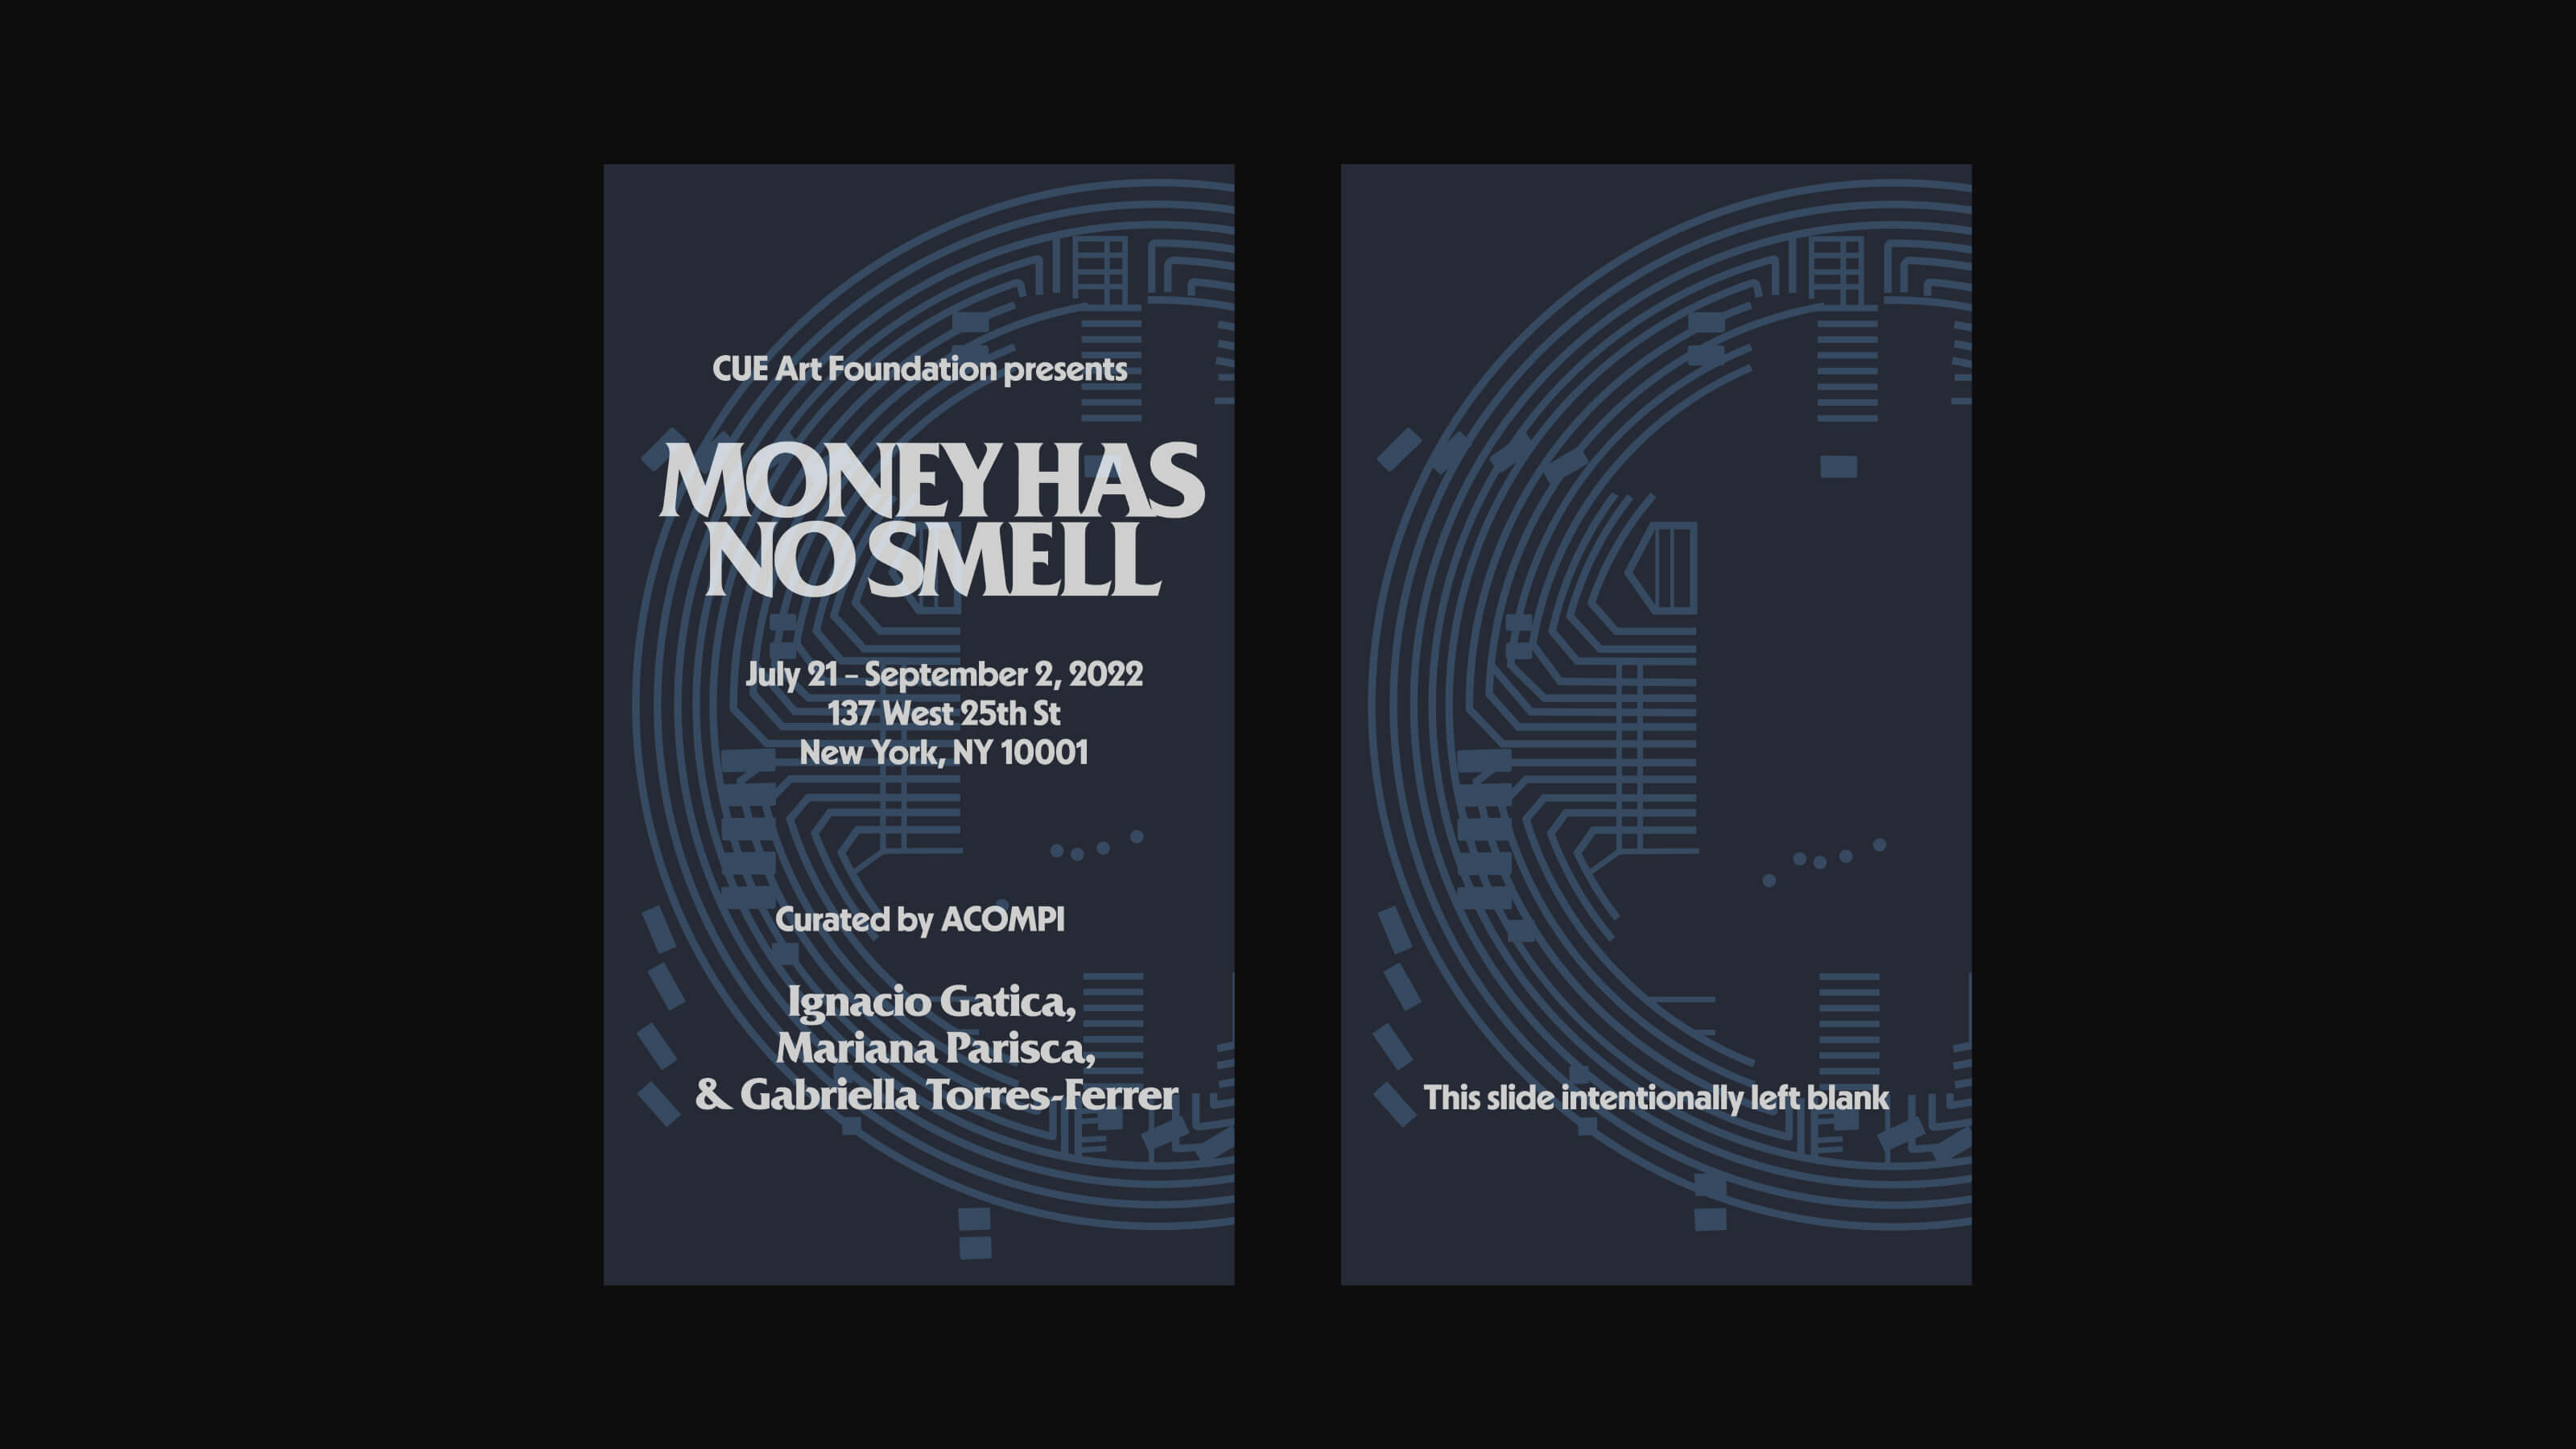 CUE Art Foundation presents
MONEY HAS
NO SMELL
July 21 – September 2, 2022
137 West 25th St
New York, NY 10001
Curated by ACOMPI
Ignacio Gatica,
Mariana Parisca,
& Gabriella Torres-Ferrer
This slide intentionally left blank